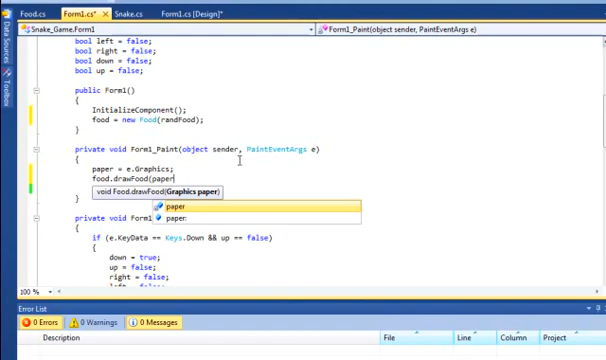 Food.cs Form1.cs* × Snake.cs Form1.cs [Design]*
Snake_Game.Form1 Form1_Paint(object sender, PaintEventArgs e)
Data Sources
Toolbox
bool left = false;
bool right = false;
bool down = false;
bool up = false;
public Form1()
{
InitializeComponent();
food = new Food(randFood);
}
private void Form1_Paint(object sender, PaintEventArgs e)
{
paper = e.Graphics;
food.drawFood(paper
void Food.drawFood(Graphics paper)
paper
paper:
}
private void Form1
{
if (e.KeyData == Keys.Down && up == false)
{
down = true;
up = false;
right = false;
left = false;
100 %
Error List
0 Errors 0 Warnings 0 Messages
Description File Line Column Project